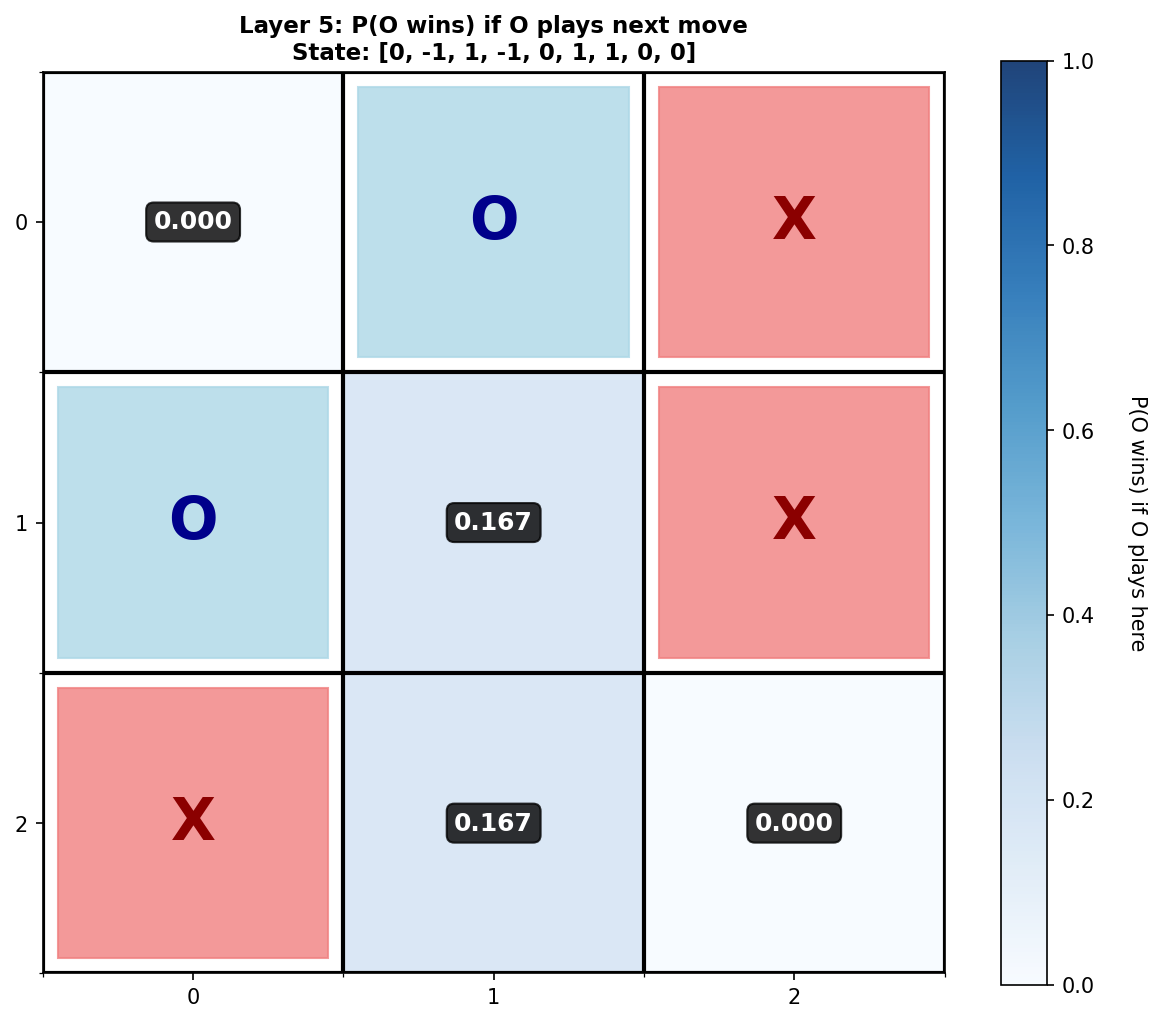 Layer 5: P(O wins) if O plays next move
State: [0, -1, 1, -1, 0, 1, 1, 0, 0]
0.000
O
X
O
0.167
X
X
0.167
0.000
0
1
2
0
1
2
1.0
0.8
0.6
0.4
0.2
0.0
P(O wins) if O plays here